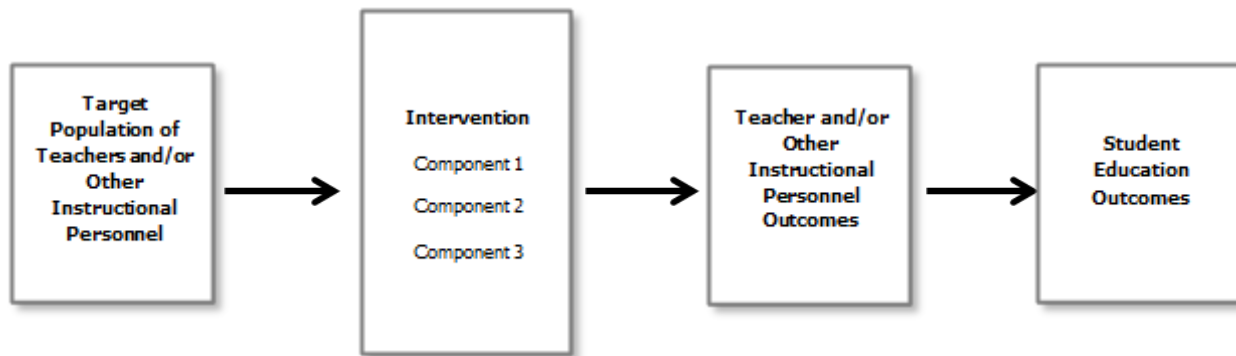 Target
Population of
Teachers and/or
Other
Instructional
Personnel
Intervention
Component 1
Component 2
Component 3
Teacher and/or
Other
Instructional
Personnel
Outcomes
Student
Education
Outcomes